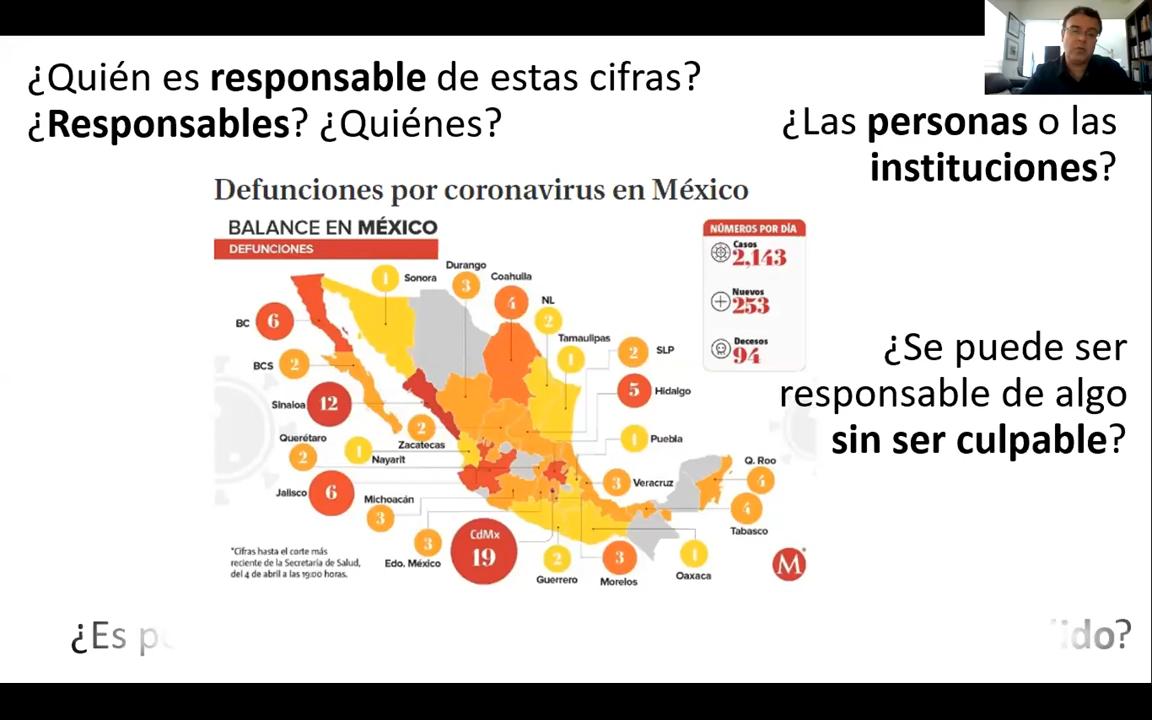 ¿Quién es responsable de estas cifras?
¿Responsables? ¿Quiénes?
¿Las personas o las
instituciones?
Defunciones por coronavirus en México
BALANCE EN MÉXICO
DEFUNCIONES
NÚMEROS POR DÍA
Casos
2,143
Nuevos
253
Decesos
94
1 Sonora
Durango
3
Coahuila
4
NL
2
Tamaulipas
1
BC 6
2 SLP
BCS 2
5 Hidalgo
Sinaloa 12
2
Zacatecas
1 Puebla
Querétaro
2
1
Nayarit
Q. Roo
4
3 Veracruz
Jalisco 6
Michoacán
3
4
Tabasco
3
Edo. México
CdMx
19
2
Guerrero
3
Morelos
1
Oaxaca
M
*Cifras hasta el corte más
reciente de la Secretaría de Salud,
del 4 de abril a las 19:00 horas.
¿Se puede ser
responsable de algo
sin ser culpable?
¿Es